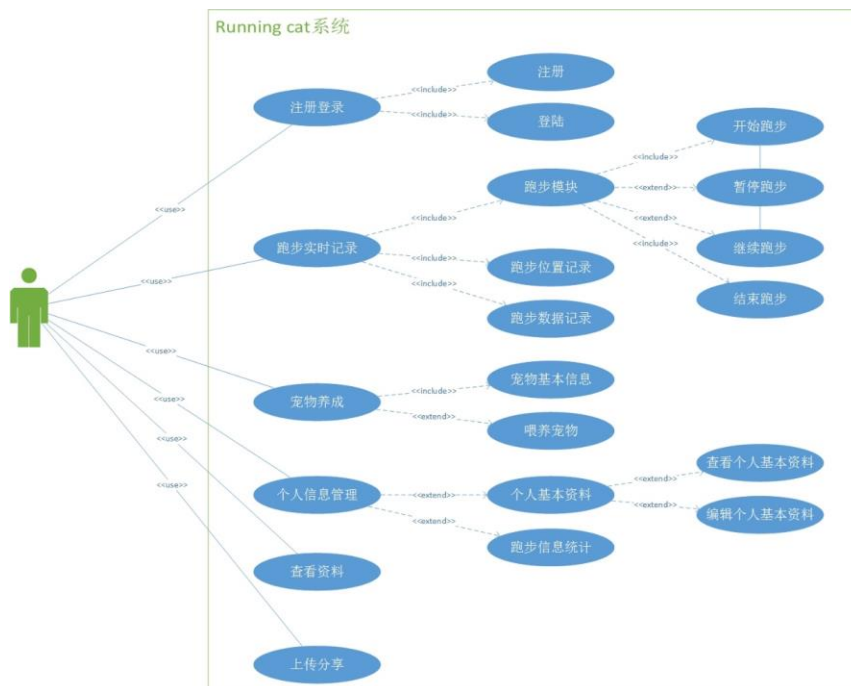 Running cat系统
注册
<<include>>
注册登录
<<include>>
登陆
开始跑步
<<include>>
跑步模块
<<extend>>
暂停跑步
<<use>>
<<include>>
<<extend>>
<<include>>
跑步实时记录
继续跑步
<<include>>
跑步位置记录
<<use>>
<<include>>
结束跑步
跑步数据记录
<<use>>
宠物基本信息
<<include>>
宠物养成
<<extend>>
喂养宠物
<<use>>
<<use>>
查看个人基本资料
<<extend>>
个人信息管理
<<extend>>
个人基本资料
<<use>>
<<extend>>
编辑个人基本资料
<<extend>>
跑步信息统计
查看资料
上传分享